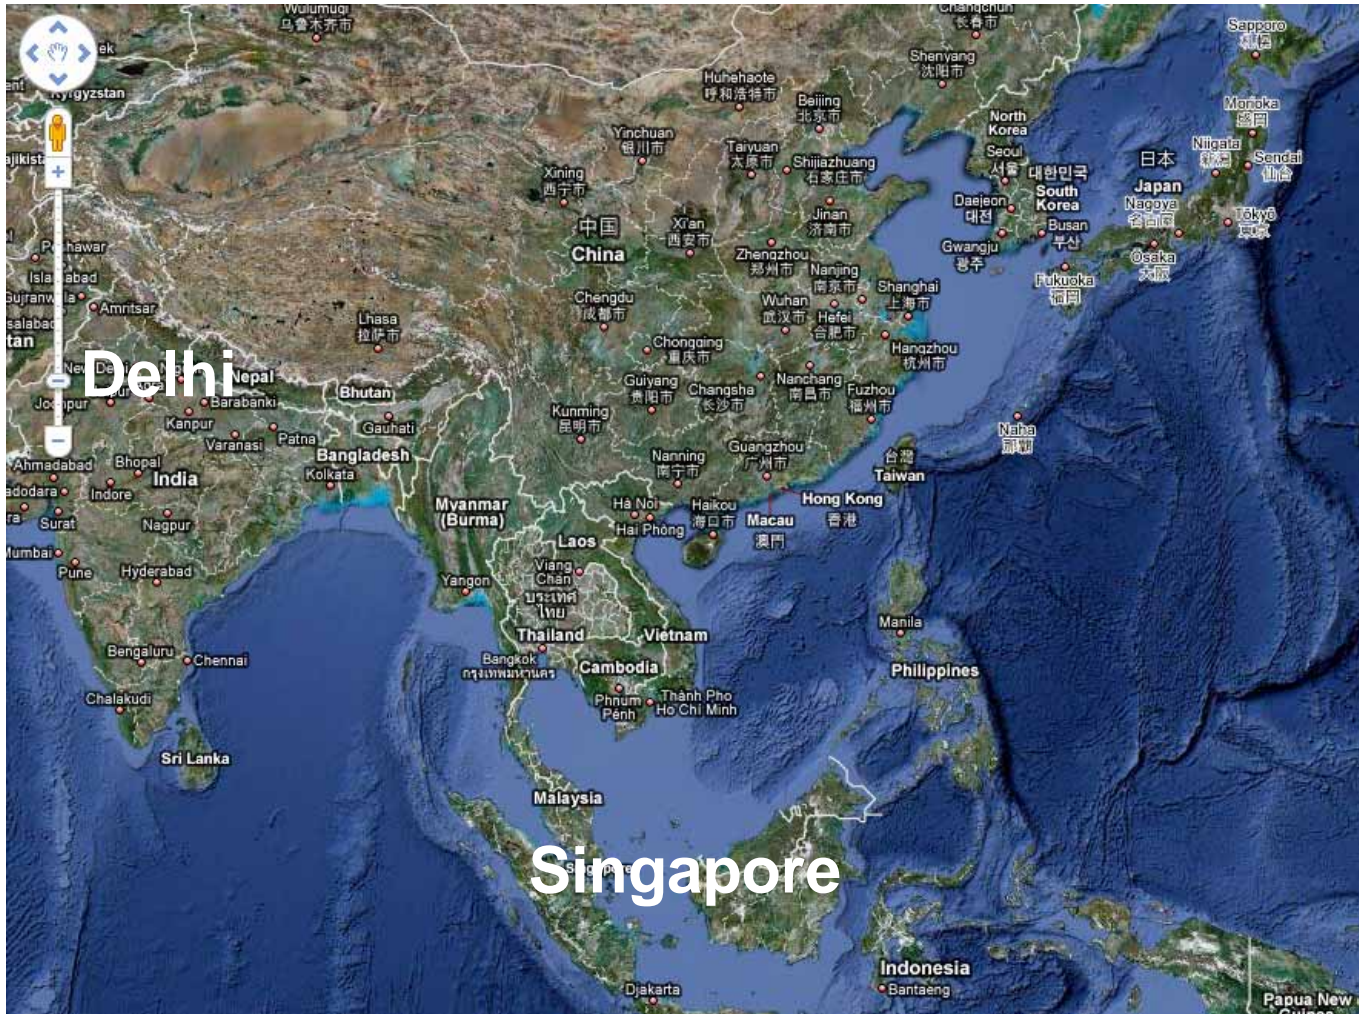 Wulumuqi
乌鲁木齐市
Changchun
长春市
Sapporo
札幌
Shenyang
沈阳市
Kyrgyzstan
Huhehaote
呼和浩特市
Beijing
北京市
Morioka
盛岡
North
Korea
Yinchuan
银川市
Taiyuan
太原市
Shijiazhuang
石家庄市
Seoul
서울
대한민국
South
Korea
日本
Japan
Niigata
新潟
Sendai
仙台
Xining
西宁市
Daejeon
대전
Nagoya
名古屋
Jinan
济南市
Tōkyō
東京
中国
China
Xi'an
西安市
Zhengzhou
郑州市
Gwangju
광주
Busan
부산
Ōsaka
大阪
Peshawar
Islamabad
Nanjing
南京市
Fukuoka
福岡
Gujranwala
Amritsar
Chengdu
成都市
Wuhan
武汉市
Hefei
合肥市
Shanghai
上海市
Lhasa
拉萨市
Chongqing
重庆市
Hangzhou
杭州市
Delhi
Nepal
Bhutan
Guiyang
贵阳市
Changsha
长沙市
Nanchang
南昌市
Fuzhou
福州市
Barabanki
Kanpur
Gauhati
Kunming
昆明市
Naha
那覇
Varanasi
Patna
Bangladesh
Guangzhou
广州市
Nanning
南宁市
台灣
Taiwan
Ahmadabad
Bhopal
India
Kolkata
Indore
Hong Kong
香港
Myanmar
(Burma)
Hà Noi
Hai Phòng
Haikou
海口市
Macau
澳門
Surat
Nagpur
Laos
Mumbai
Pune
Hyderabad
Viang
Chan
Yangon
ประเทศ
ไทย
Thailand
Vietnam
Manila
Bengaluru
Chennai
Bangkok
กรุงเทพมหานคร
Cambodia
Philippines
Chalakudi
Phnum
Pénh
Thành Pho
Ho Chi Minh
Sri Lanka
Malaysia
Singapore
Singapore
Indonesia
Djakarta
Bantaeng
Papua New
Guinea